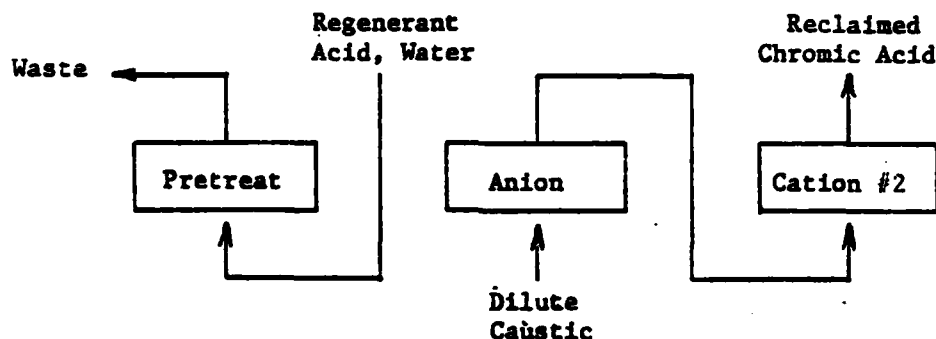 Regenerant
Acid, Water
Reclaimed
Chromic Acid
Waste
Pretreat
Anion
Cation #2
Dilute
Caustic